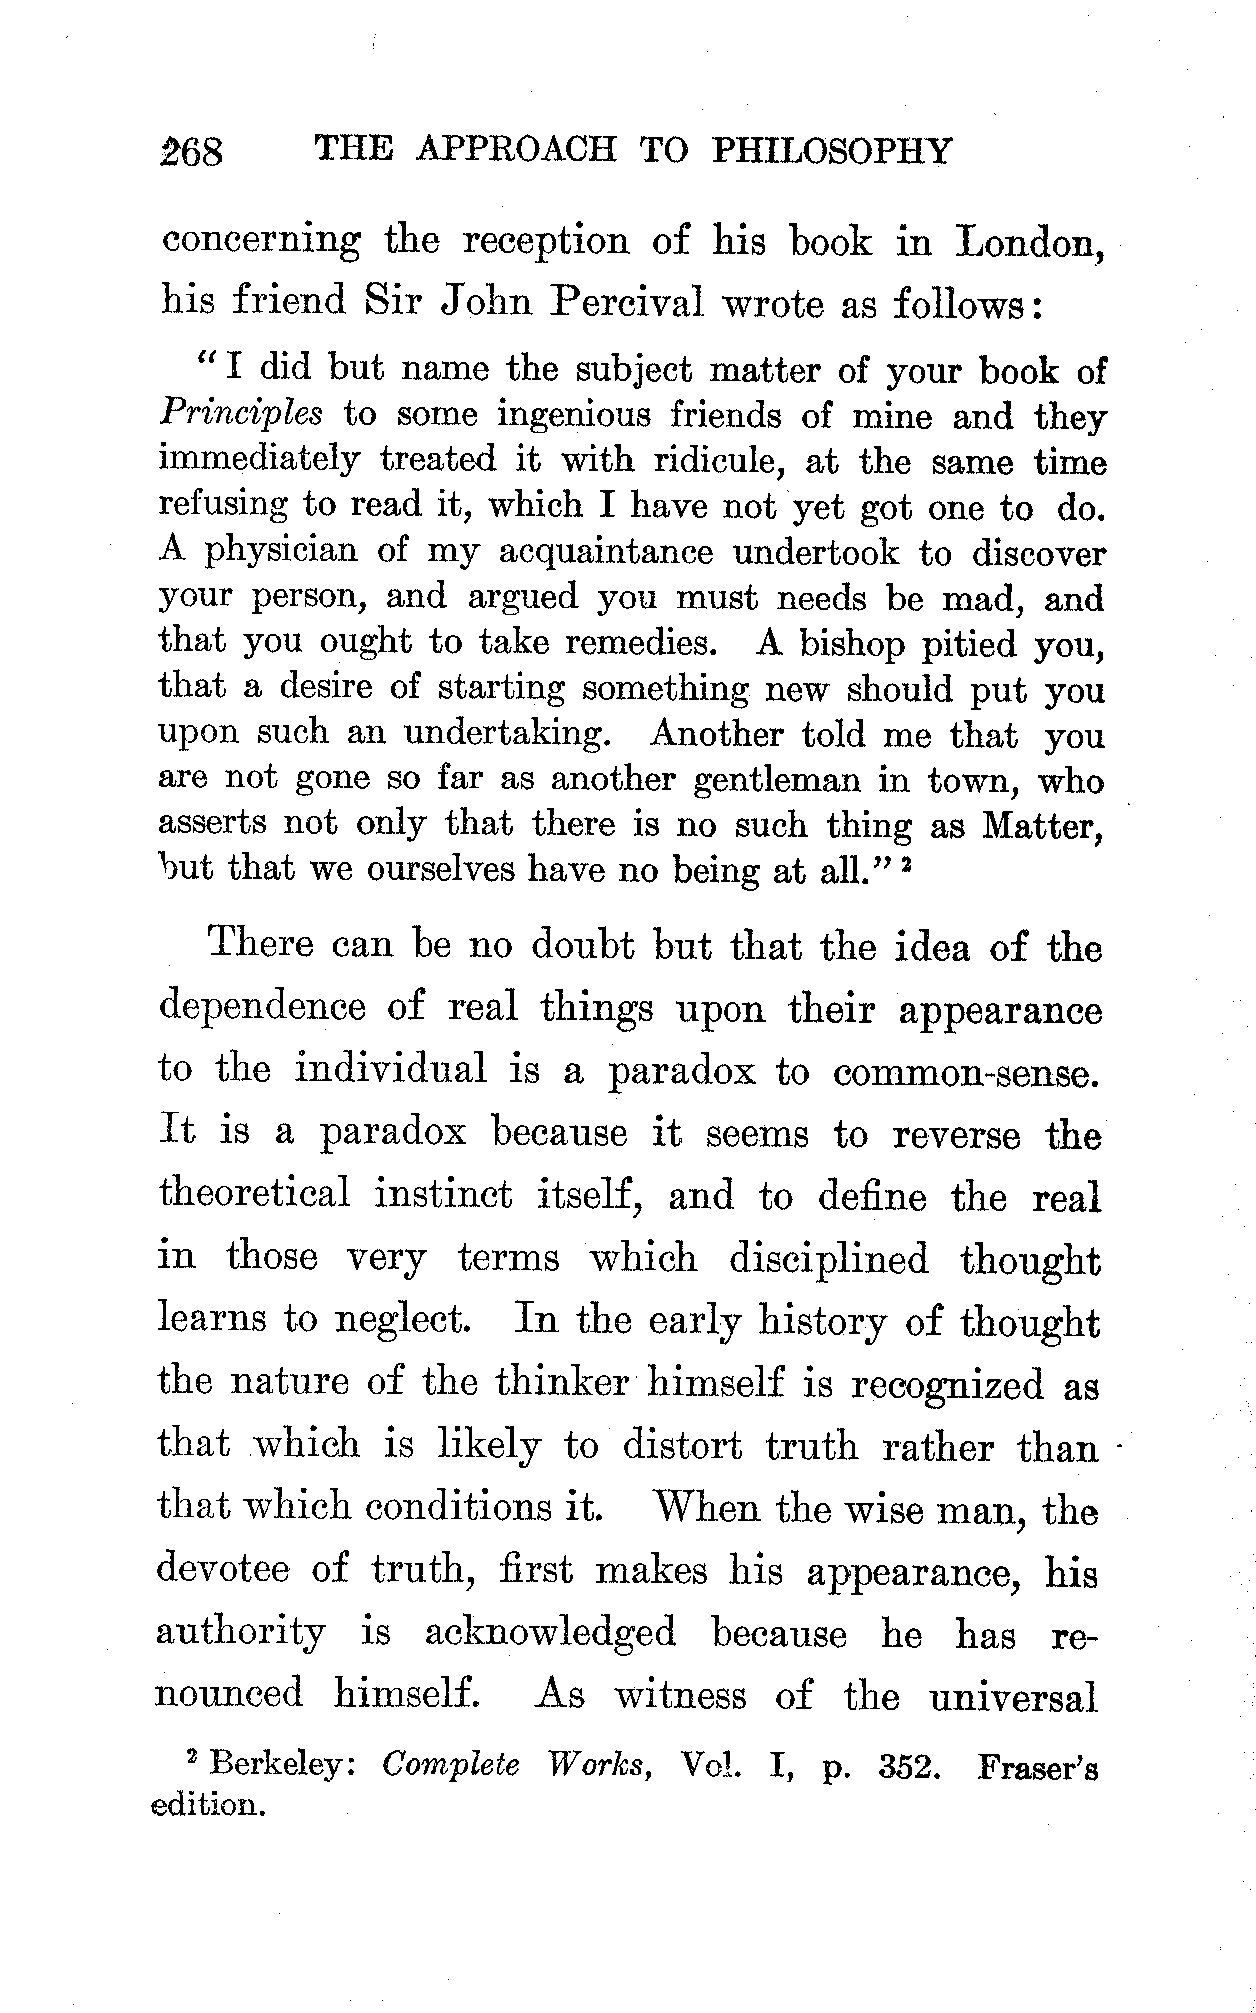 268 THE APPROACH TO PHILOSOPHY
concerning the reception of his book in London,
his friend Sir John Percival wrote as follows:
“I did but name the subject matter of your book of
Principles to some ingenious friends of mine and they
immediately treated it with ridicule, at the same time
refusing to read it, which I have not yet got one to do.
A physician of my acquaintance undertook to discover
your person, and argued you must needs be mad, and
that you ought to take remedies. A bishop pitied you,
that a desire of starting something new should put you
upon such an undertaking. Another told me that you
are not gone so far as another gentleman in town, who
asserts not only that there is no such thing as Matter,
but that we ourselves have no being at all.” ²
There can be no doubt but that the idea of the
dependence of real things upon their appearance
to the individual is a paradox to common-sense.
It is a paradox because it seems to reverse the
theoretical instinct itself, and to define the real
in those very terms which disciplined thought
learns to neglect. In the early history of thought
the nature of the thinker himself is recognized as
that which is likely to distort truth rather than
that which conditions it. When the wise man, the
devotee of truth, first makes his appearance, his
authority is acknowledged because he has re-
nounced himself. As witness of the universal
² Berkeley: Complete Works, Vol. I, p. 352. Fraser's
edition.